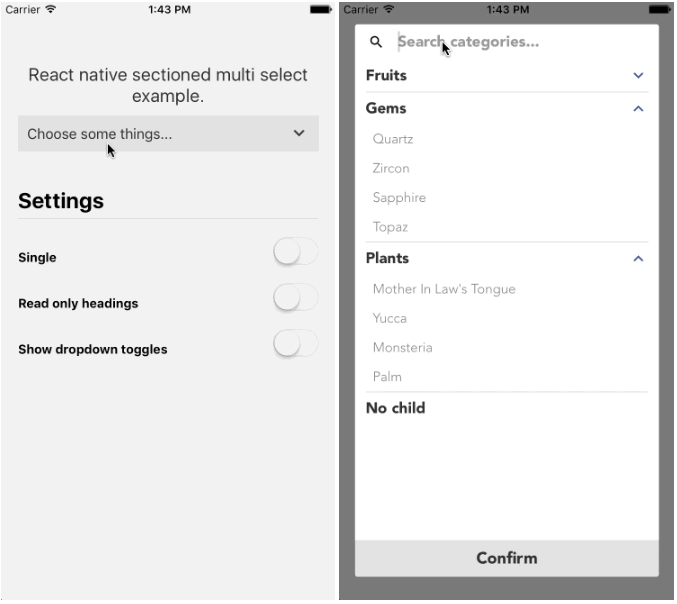 Carrier 1:43 PM
React native sectioned multi select
example.
Choose some things...
Settings
Single
Read only headings
Show dropdown toggles
Carrier 1:43 PM
Search categories...
Fruits
Gems
Quartz
Zircon
Sapphire
Topaz
Plants
Mother In Law's Tongue
Yucca
Monsteria
Palm
No child
Confirm